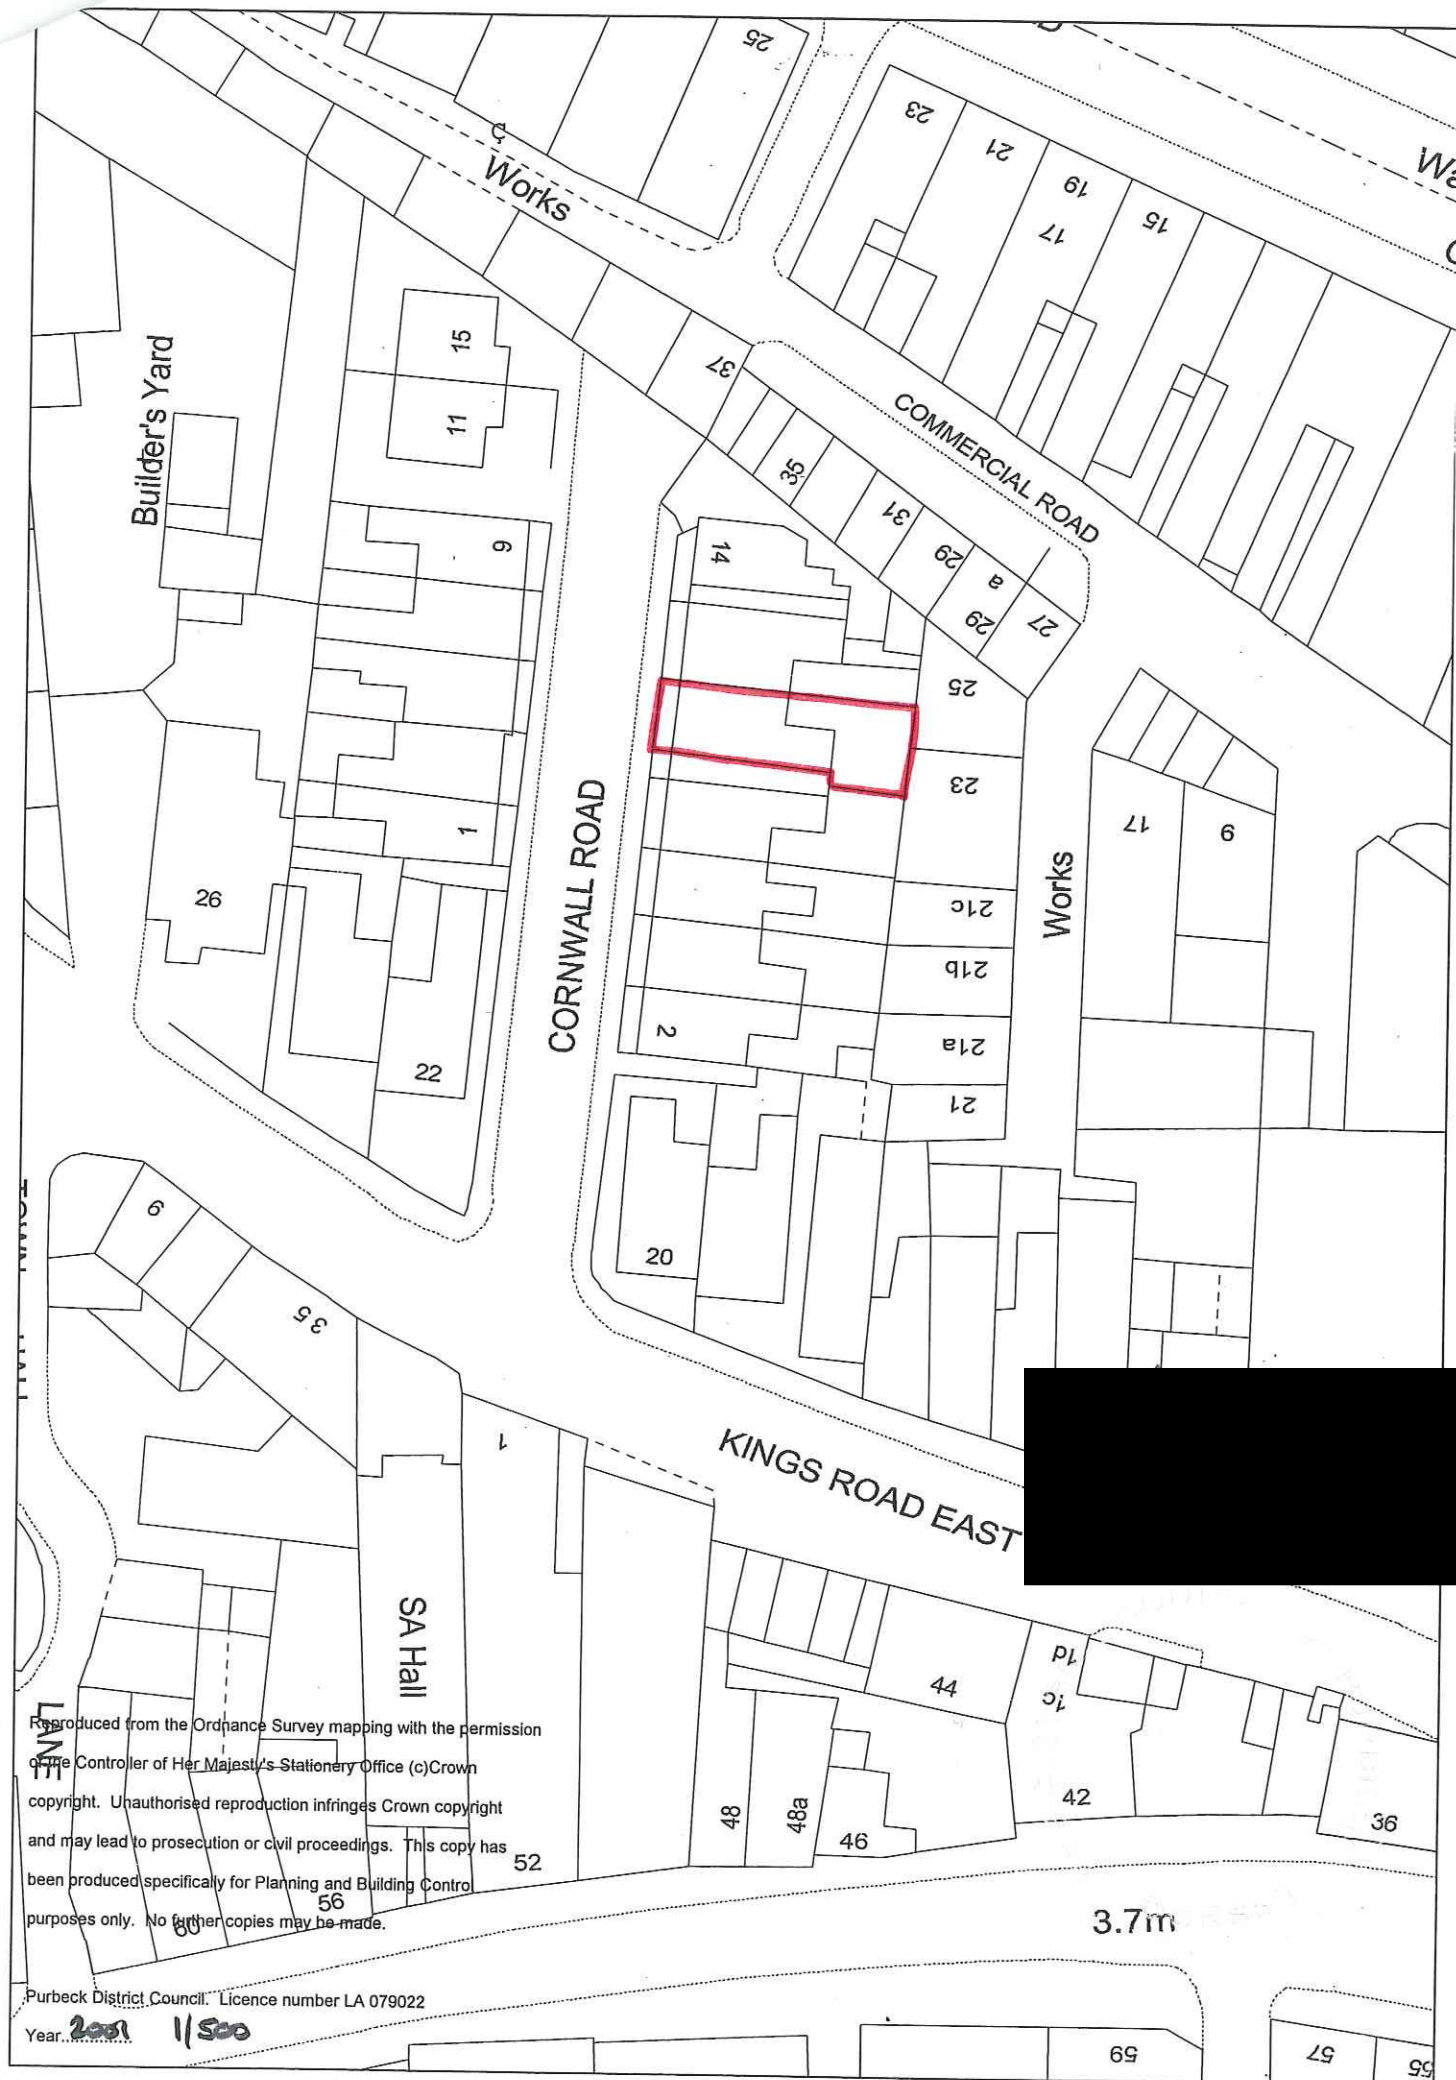 25
23
21
19
17
15
Works
37
COMMERCIAL ROAD
15
11
Builder's Yard
9
14
35
31
29
29
a
27
25
23
21c
21b
21a
21
Works
17
9
1
26
22
CORNWALL ROAD
2
20
9
35
1
KINGS ROAD EAST
SA Hall
LANE
44
1d
1c
42
36
48
48a
46
52
56
60
3.7m
59
57
55
Reproduced from the Ordnance Survey mapping with the permission
of the Controller of Her Majesty's Stationery Office (c)Crown
copyright. Unauthorised reproduction infringes Crown copyright
and may lead to prosecution or civil proceedings. This copy has
been produced specifically for Planning and Building Control
purposes only. No further copies may be made.
Purbeck District Council. Licence number LA 079022
Year..2001 1/500